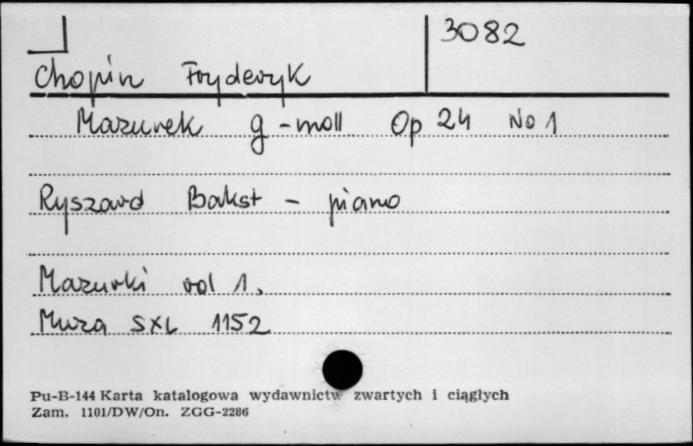 3082
Chopin Fryderyk
Mazurek g-moll Op 24 No 1
Ryszard Bakst - piano
Mazurki vol 1.
Muza SXL 1152
Pu-B-144 Karta katalogowa wydawnictw zwartych i ciągłych
Zam. 1101/DW/On. ZGG-2286